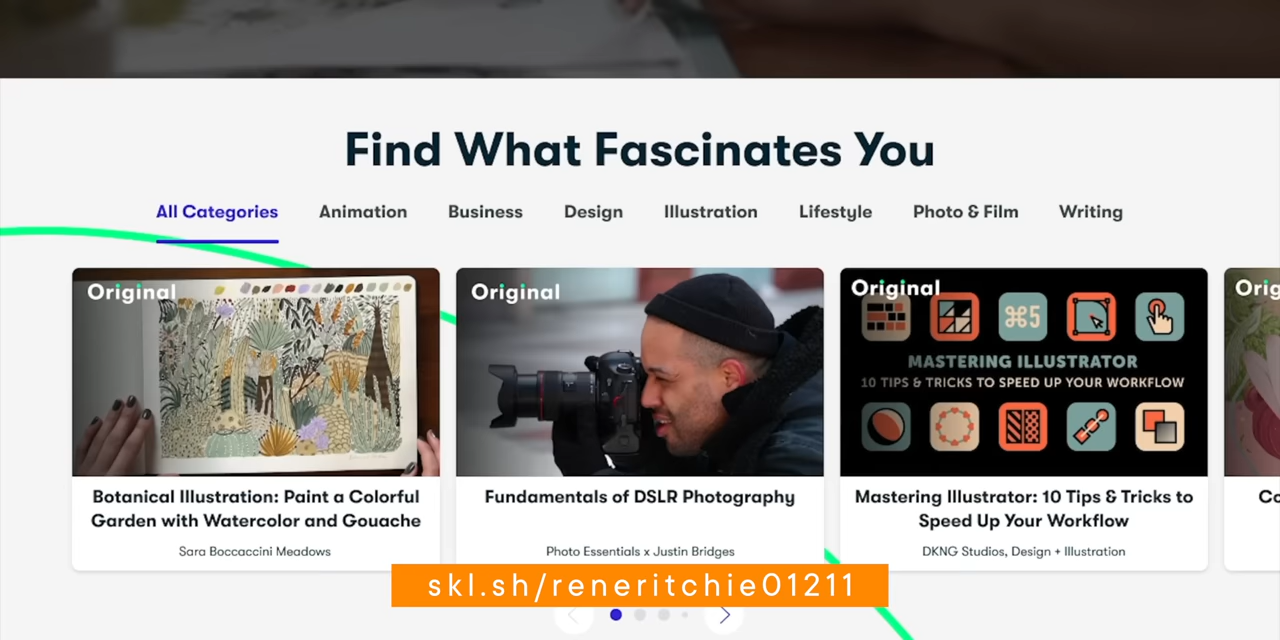 Find What Fascinates You
All Categories Animation Business Design Illustration Lifestyle Photo & Film Writing
Original
Botanical Illustration: Paint a Colorful
Garden with Watercolor and Gouache
Sara Boccaccini Meadows
Original
Fundamentals of DSLR Photography
Photo Essentials x Justin Bridges
Original
⌘5
MASTERING ILLUSTRATOR
10 TIPS & TRICKS TO SPEED UP YOUR WORKFLOW
Mastering Illustrator: 10 Tips & Tricks to
Speed Up Your Workflow
DKNG Studios, Design + Illustration
skl.sh/reneritchie01211